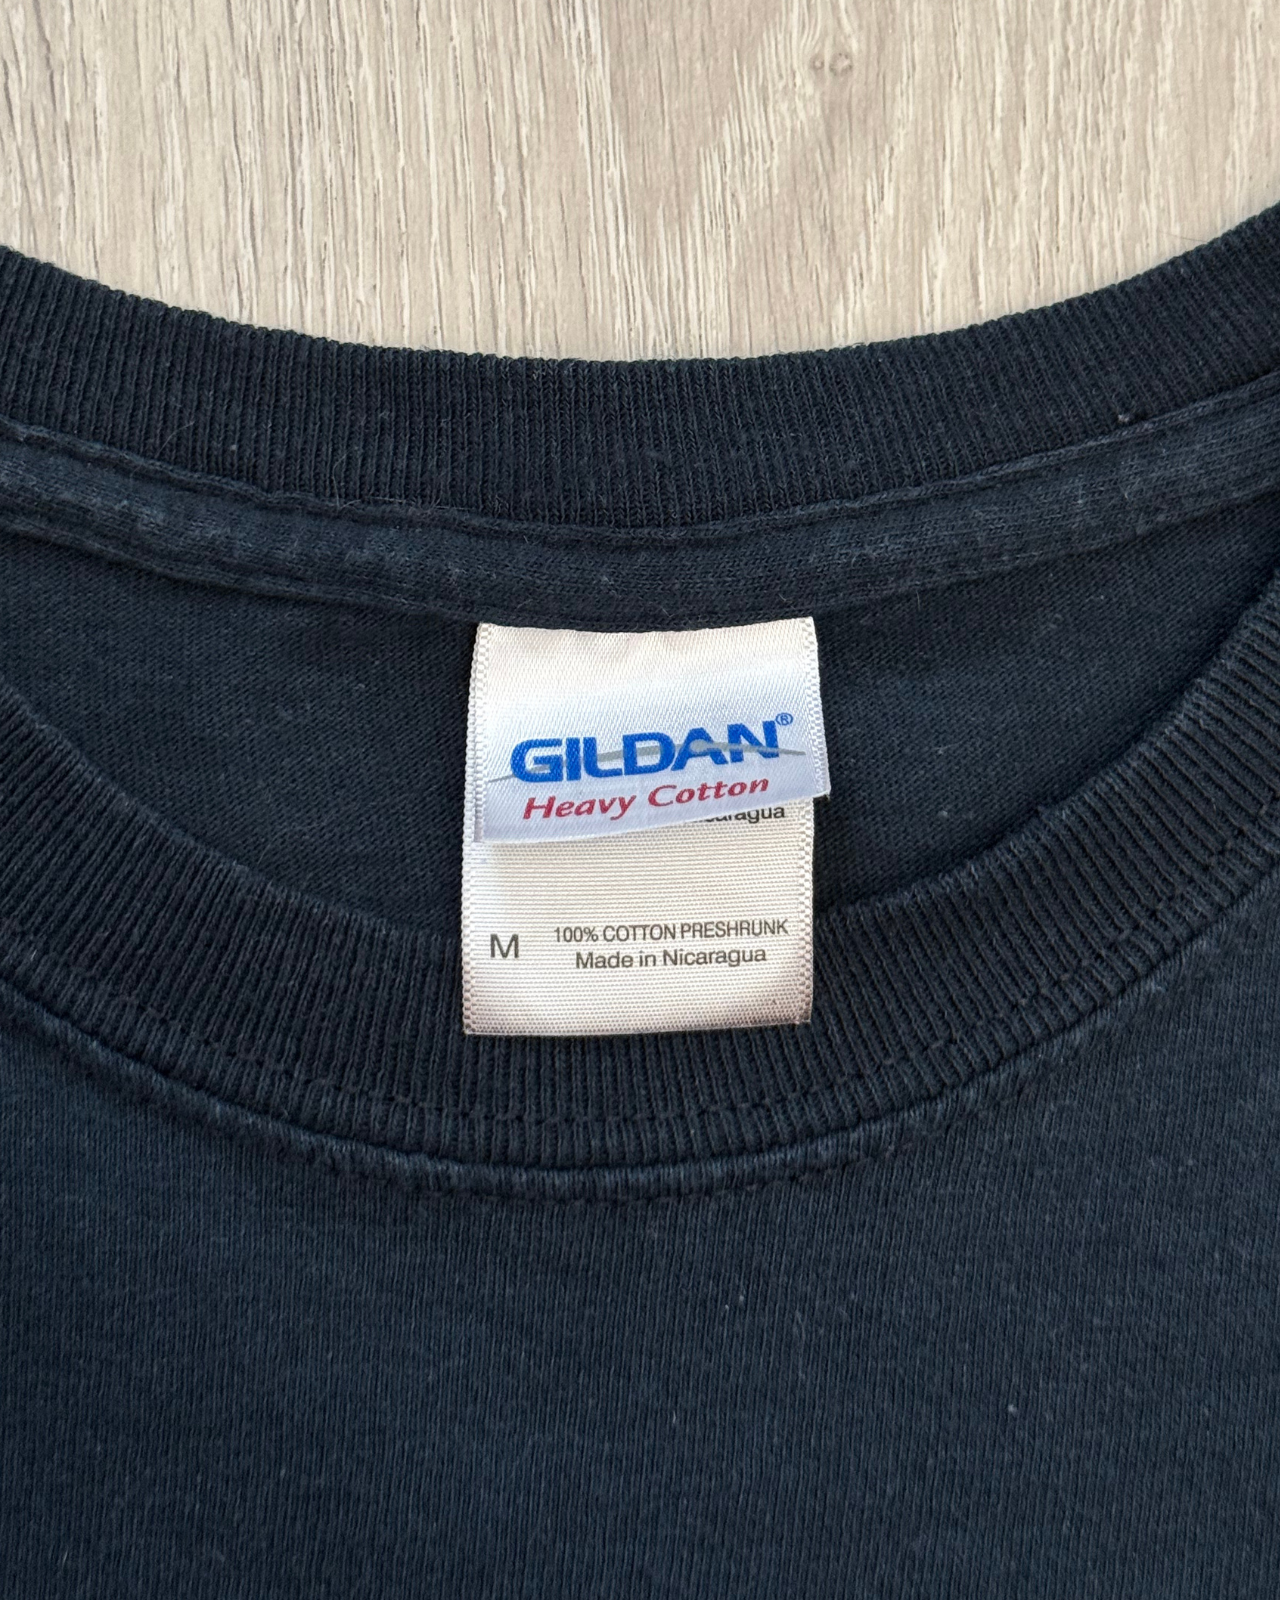 GILDAN®
Heavy Cotton
M
100% COTTON PRESHRUNK
Made in Nicaragua